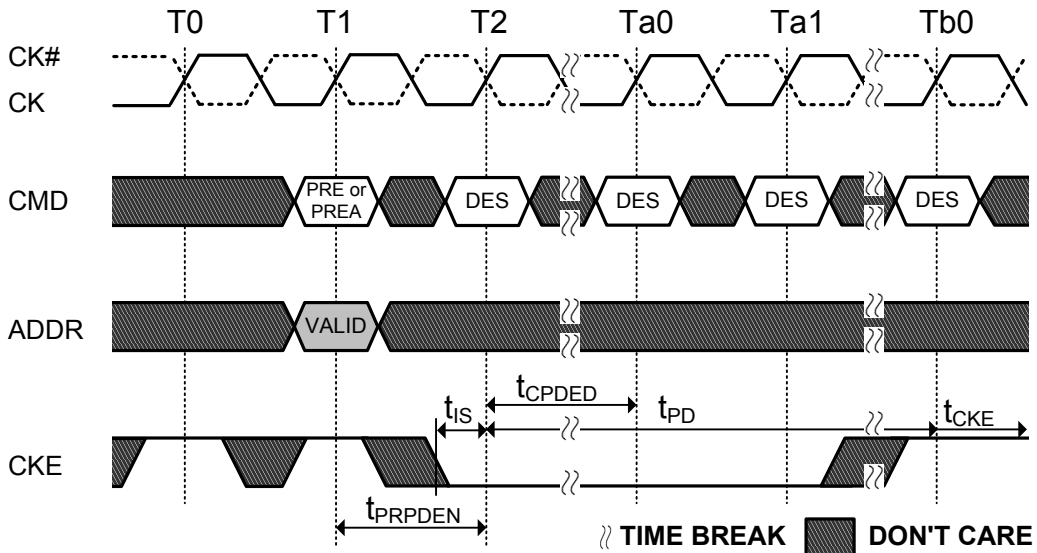 T0 T1 T2 Ta0 Ta1 Tb0
CK#
CK
CMD
PRE or
PREA
DES DES DES DES
ADDR
VALID
tCPDED
tIS
tPD
tCKE
CKE
tPRPDEN
TIME BREAK DON'T CARE